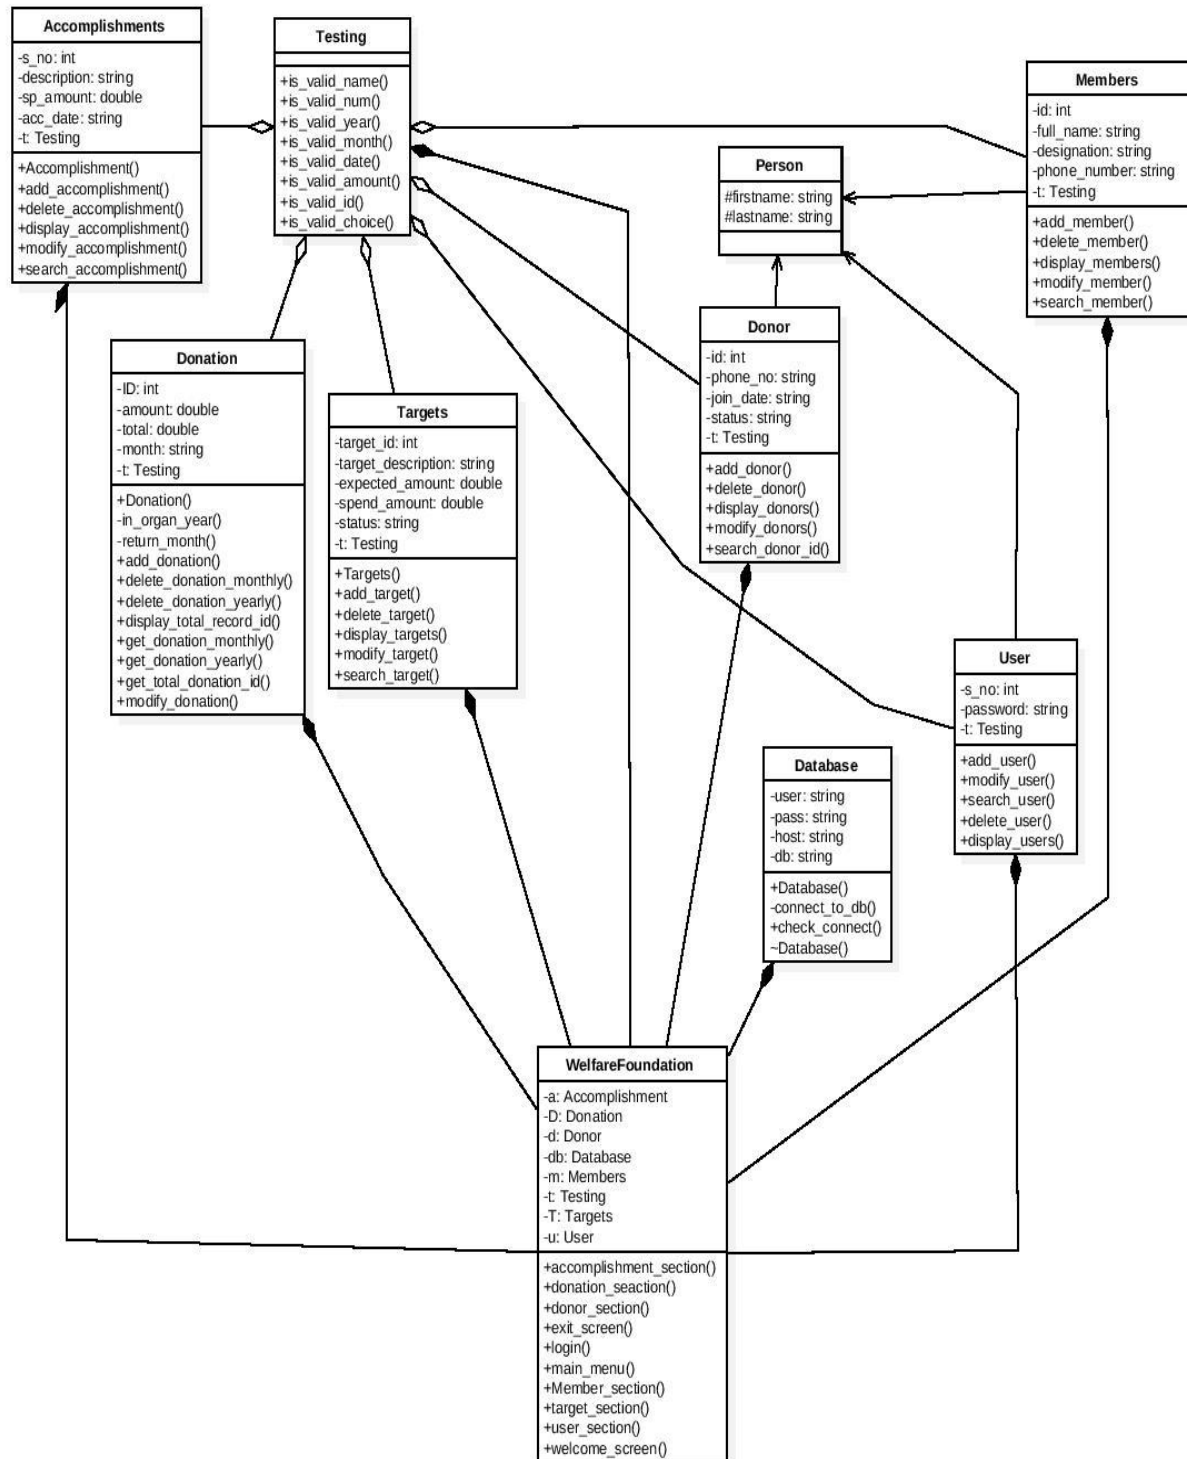 Accomplishments
-s_no: int
-description: string
-sp_amount: double
-acc_date: string
-t: Testing
+Accomplishment()
+add_accomplishment()
+delete_accomplishment()
+display_accomplishment()
+modify_accomplishment()
+search_accomplishment()
Testing
+is_valid_name()
+is_valid_num()
+is_valid_year()
+is_valid_month()
+is_valid_date()
+is_valid_amount()
+is_valid_id()
+is_valid_choice()
Members
-id: int
-full_name: string
-designation: string
-phone_number: string
-t: Testing
+add_member()
+delete_member()
+display_members()
+modify_member()
+search_member()
Person
#firstname: string
#lastname: string
Donor
-id: int
-phone_no: string
-join_date: string
-status: string
-t: Testing
+add_donor()
+delete_donor()
+display_donors()
+modify_donors()
+search_donor_id()
Donation
-ID: int
-amount: double
-total: double
-month: string
-t: Testing
+Donation()
-in_organ_year()
-return_month()
+add_donation()
+delete_donation_monthly()
+delete_donation_yearly()
+display_total_record_id()
+get_donation_monthly()
+get_donation_yearly()
+get_total_donation_id()
+modify_donation()
Targets
-target_id: int
-target_description: string
-expected_amount: double
-spend_amount: double
-status: string
-t: Testing
+Targets()
+add_target()
+delete_target()
+display_targets()
+modify_target()
+search_target()
User
-s_no: int
-password: string
-t: Testing
+add_user()
+modify_user()
+search_user()
+delete_user()
+display_users()
Database
-user: string
-pass: string
-host: string
-db: string
+Database()
-connect_to_db()
+check_connect()
~Database()
WelfareFoundation
-a: Accomplishment
-D: Donation
-d: Donor
-db: Database
-m: Members
-t: Testing
-T: Targets
-u: User
+accomplishment_section()
+donation_seaction()
+donor_section()
+exit_screen()
+login()
+main_menu()
+Member_section()
+target_section()
+user_section()
+welcome_screen()